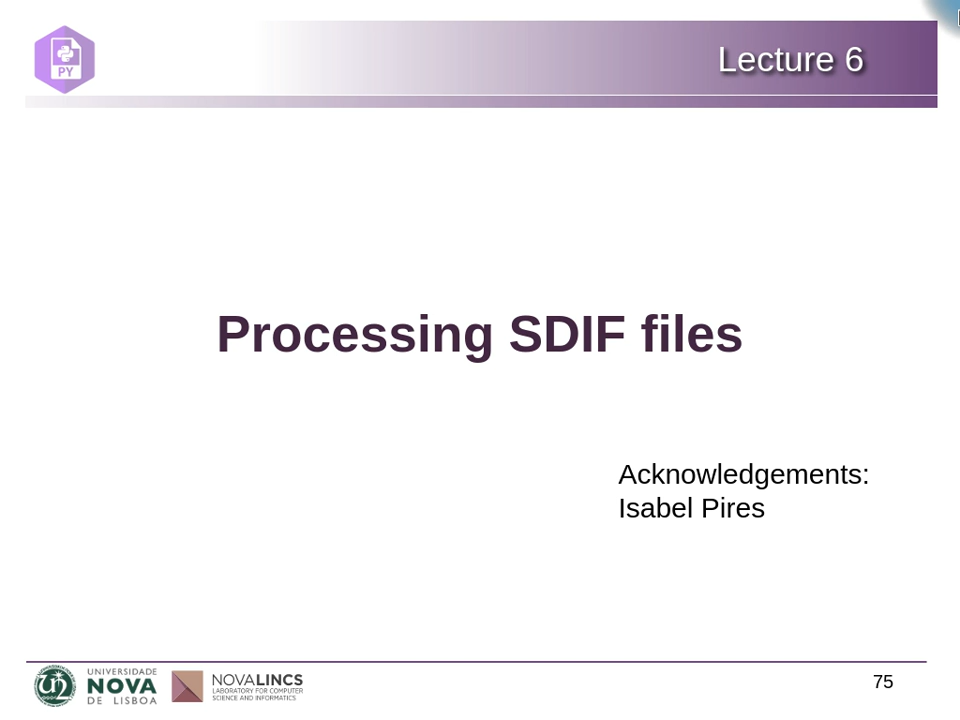 PY
Lecture 6
Processing SDIF files
Acknowledgements:
Isabel Pires
UNIVERSIDADE
NOVA
DE LISBOA
NOVALINCS
LABORATORY FOR COMPUTER
SCIENCE AND INFORMATICS
75